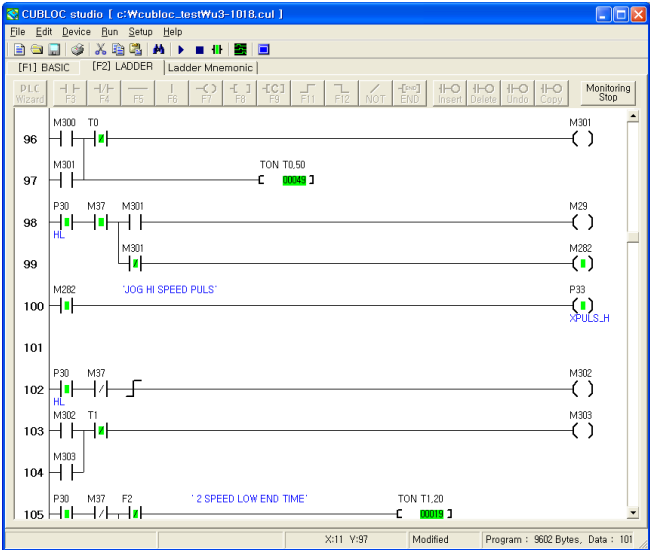 CUBLOC studio [ c:₩cubloc_test₩u3-1018.cul ]
File Edit Device Run Setup Help
[F1] BASIC [F2] LADDER Ladder Mnemonic
PLC Wizard F3 F4 F5 F6 F7 F8 F9 F11 F12 NOT END Insert Delete Undo Copy Monitoring Stop
M300 T0 M301
96
M301 TON T0,50
97 00049
P30 M37 M301 M29
98
HL M301 M282
99
M282 'JOG HI SPEED PULS' P33
100
XPULS_H
101
P30 M37 M302
102
HL
M302 T1 M303
103
M303
104
P30 M37 F2 ' 2 SPEED LOW END TIME' TON T1,20
105 00019
X:11 Y:97 Modified Program : 9602 Bytes, Data : 101